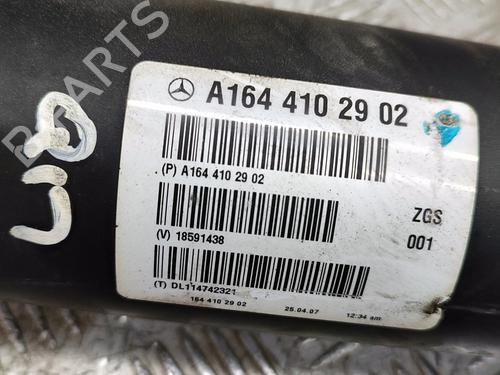 A164 410 29 02
(P) A164 410 29 02
ZGS
(V) 18591438
001
(T) DL114742321
164 410 29 02 25.04.07 12:34 am
PARTS